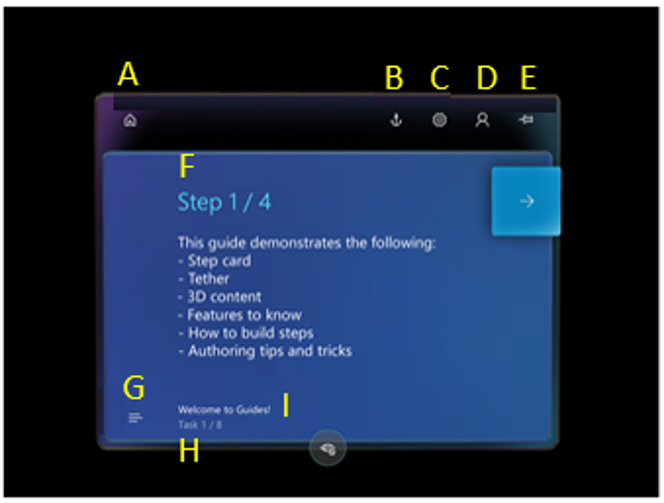 A
B C D E
F
Step 1 / 4
This guide demonstrates the following:
- Step card
- Tether
- 3D content
- Features to know
- How to build steps
- Authoring tips and tricks
G
Welcome to Guides! I
Task 1 / 8
H